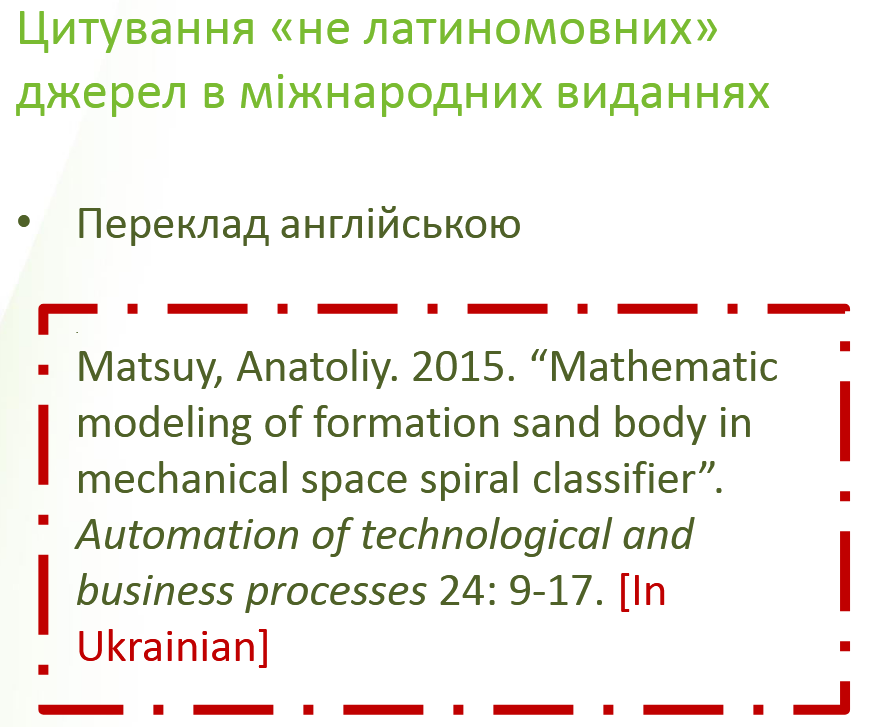 Цитування «не латиномовних»
джерел в міжнародних виданнях
• Переклад англійською
Matsuy, Anatoliy. 2015. “Mathematic
modeling of formation sand body in
mechanical space spiral classifier”.
Automation of technological and
business processes 24: 9-17. [In
Ukrainian]